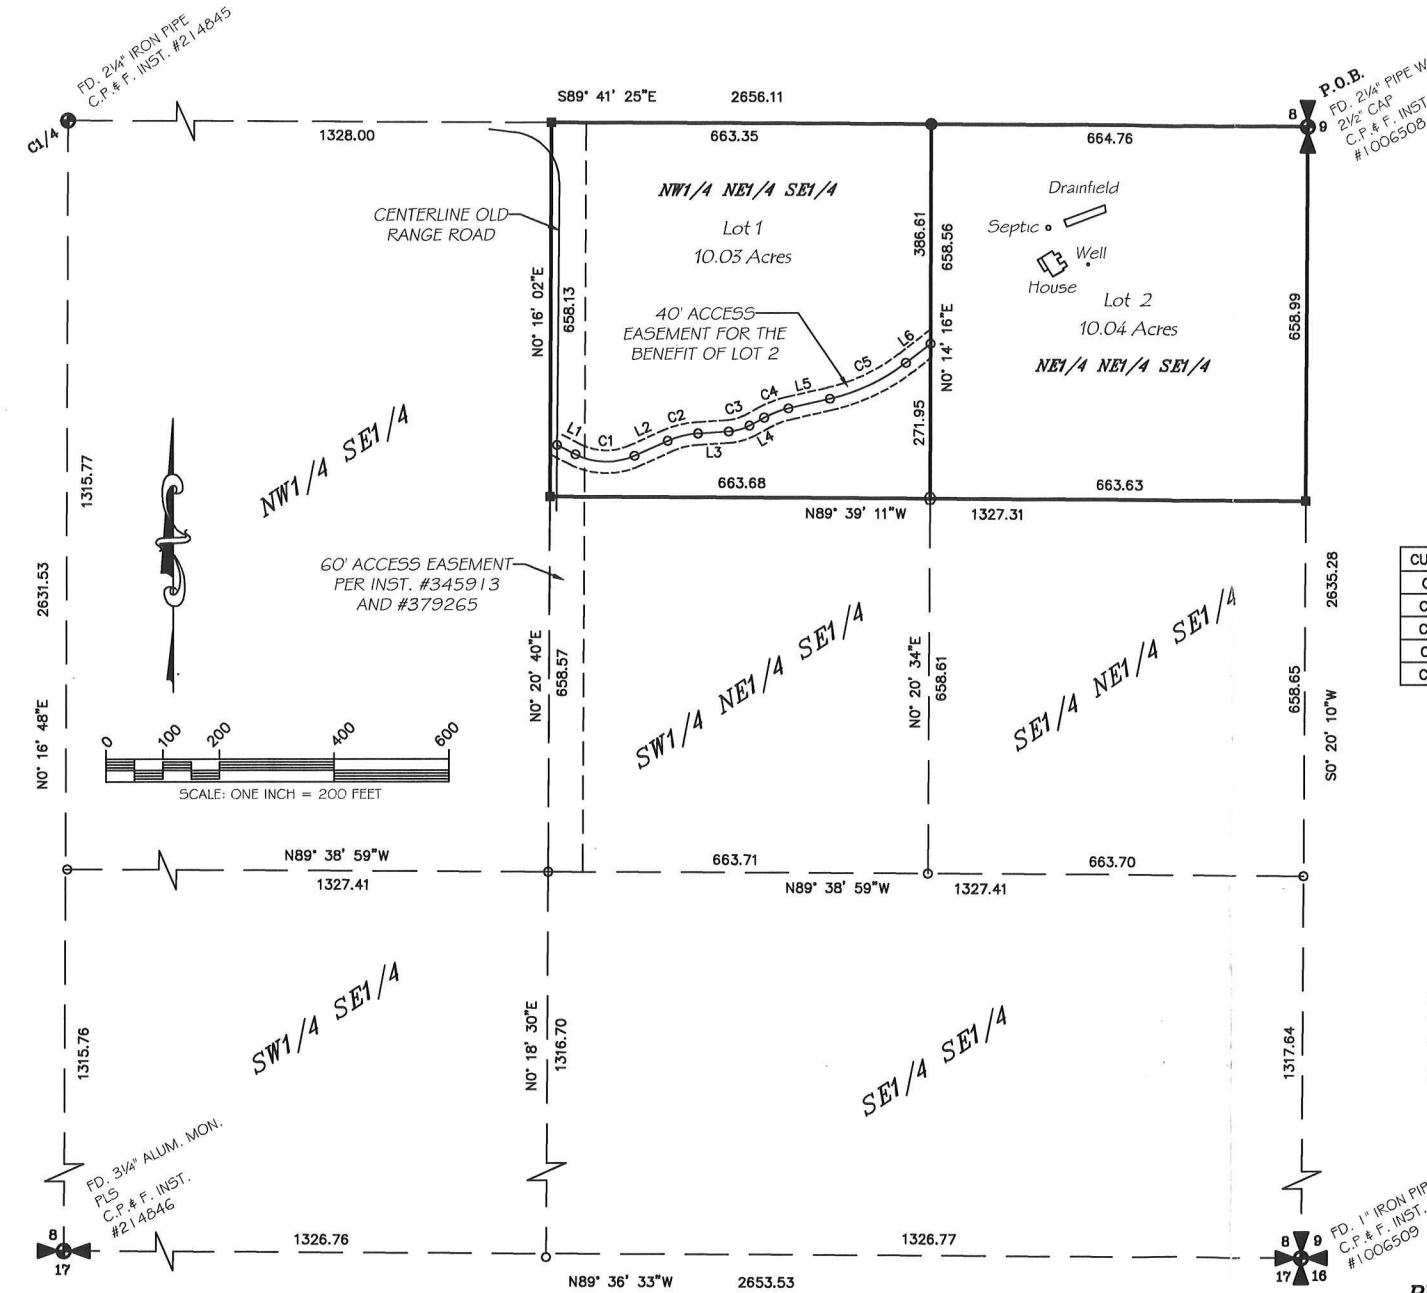 FD. 2¼" IRON PIPE
C.P.& F. INST. #214845
C1/4
S89° 41' 25"E 2656.11
1328.00
663.35
664.76
P.O.B.
FD. 2¼" PIPE W
2½" CAP
C.P.& F. INST
#1006508
8
9
NW1/4 NE1/4 SE1/4
Lot 1
10.03 Acres
CENTERLINE OLD
RANGE ROAD
N0° 16' 02"E
658.13
40' ACCESS
EASEMENT FOR THE
BENEFIT OF LOT 2
386.61
658.56
N0° 14' 16"E
271.95
Drainfield
Septic
Well
House
Lot 2
10.04 Acres
NE1/4 NE1/4 SE1/4
658.99
L1
C1
L2
C2
L3
C3
L4
C4
L5
C5
L6
663.68
663.63
N89° 39' 11"W 1327.31
NW1/4 SE1/4
1315.77
2631.53
N0° 16' 48"E
60' ACCESS EASEMENT
PER INST. #345913
AND #379265
N0° 20' 40"E
658.57
SW1/4 NE1/4 SE1/4
N0° 20' 34"E
658.61
SE1/4 NE1/4 SE1/4
2635.28
658.65
S0° 20' 10"W
CU
C
C
C
C
C
0 100 200 400 600
SCALE: ONE INCH = 200 FEET
N89° 38' 59"W
1327.41
663.71
663.70
N89° 38' 59"W 1327.41
SW1/4 SE1/4
1315.76
N0° 18' 30"E
1316.70
SE1/4 SE1/4
1317.64
FD. 3¼" ALUM. MON.
PLS
C.P.& F. INST.
#214846
8
17
1326.76
1326.77
N89° 36' 33"W 2653.53
8 9
17 16
FD. 1" IRON PIP
C.P.& F. INST.
#1006509